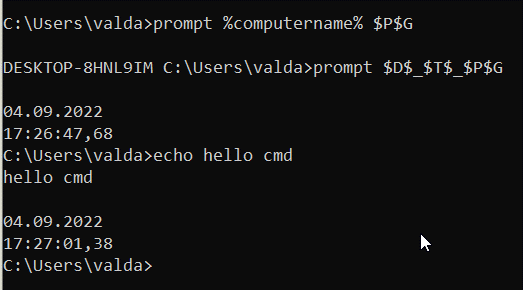 C:\Users\valda>prompt %computername% $P$G
DESKTOP-8HNL9IM C:\Users\valda>prompt $D$_$T$_$P$G
04.09.2022
17:26:47,68
C:\Users\valda>echo hello cmd
hello cmd
04.09.2022
17:27:01,38
C:\Users\valda>